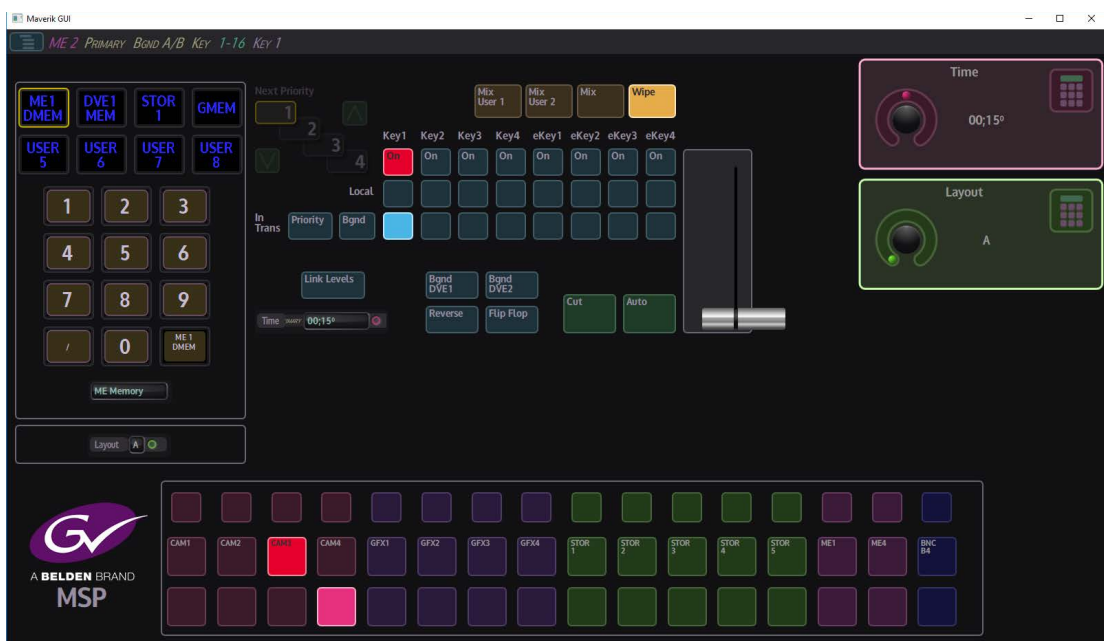 Maverik GUI
ME 2 PRIMARY BGND A/B KEY 1-16 KEY 1
ME1 DMEM
DVE1 MEM
STOR 1
GMEM
USER 5
USER 6
USER 7
USER 8
1
2
3
4
5
6
7
8
9
/
0
ME 1 DMEM
ME Memory
Layout A
Next Priority
1
2
3
4
Mix User 1
Mix User 2
Mix
Wipe
Key1 Key2 Key3 Key4 eKey1 eKey2 eKey3 eKey4
On On On On On On On On
Local
In Trans
Priority
Bgnd
Link Levels
Bgnd DVE1
Bgnd DVE2
Reverse
Flip Flop
Cut
Auto
Time
00;15⁰
Time
00;15⁰
Layout
A
GV
A BELDEN BRAND
MSP
CAM1 CAM2 CAM3 CAM4 GFX1 GFX2 GFX3 GFX4 STOR 1 STOR 2 STOR 3 STOR 4 STOR 5 ME1 ME4 BNC B4